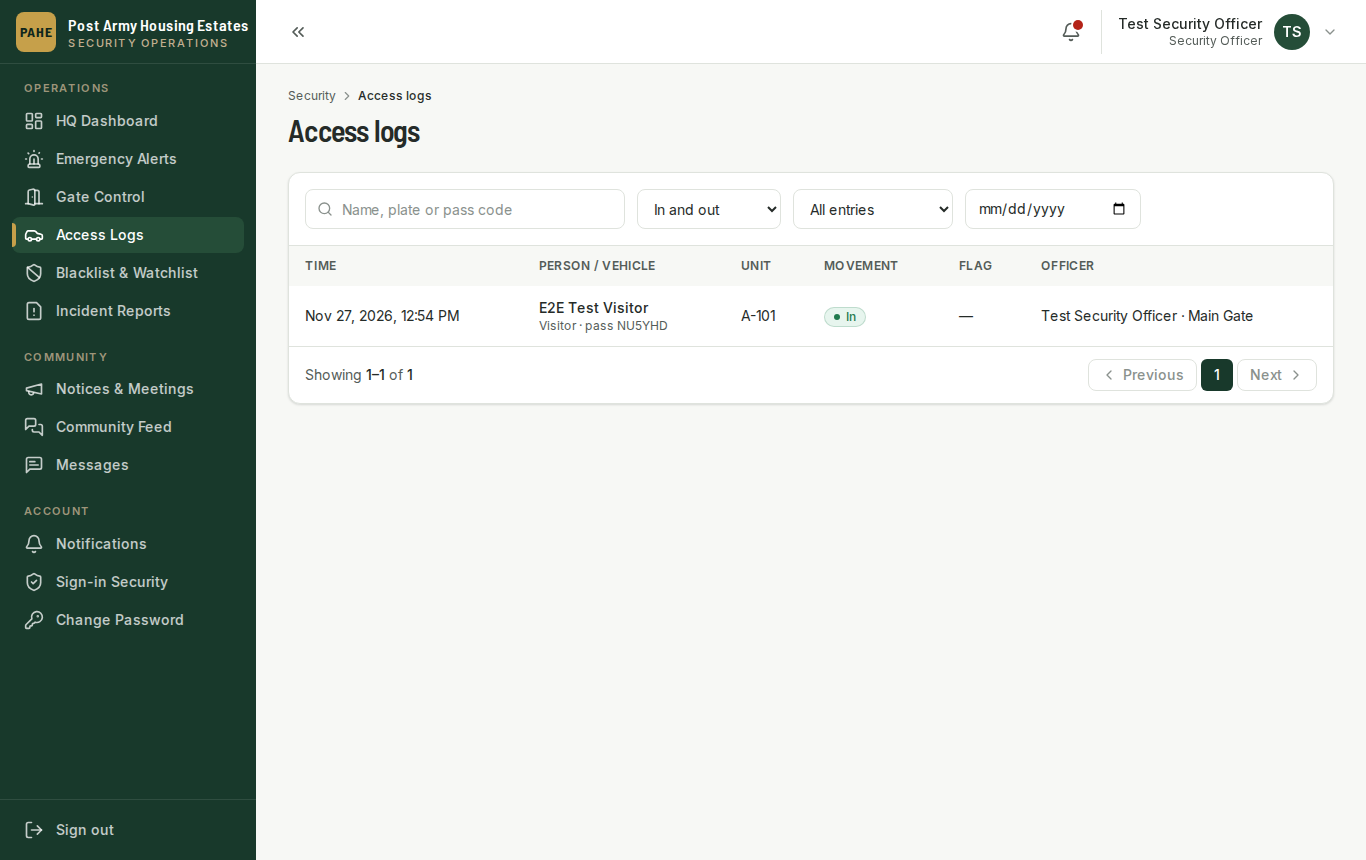 PAHE
Post Army Housing Estates
SECURITY OPERATIONS
OPERATIONS
HQ Dashboard
Emergency Alerts
Gate Control
Access Logs
Blacklist & Watchlist
Incident Reports
COMMUNITY
Notices & Meetings
Community Feed
Messages
ACCOUNT
Notifications
Sign-in Security
Change Password
Sign out
Test Security Officer
Security Officer
TS
Security > Access logs
Access logs
Name, plate or pass code
In and out
All entries
mm/dd/yyyy
TIME PERSON / VEHICLE UNIT MOVEMENT FLAG OFFICER
Nov 27, 2026, 12:54 PM E2E Test Visitor A-101 In — Test Security Officer · Main Gate
Visitor · pass NU5YHD
Showing 1–1 of 1
Previous 1 Next